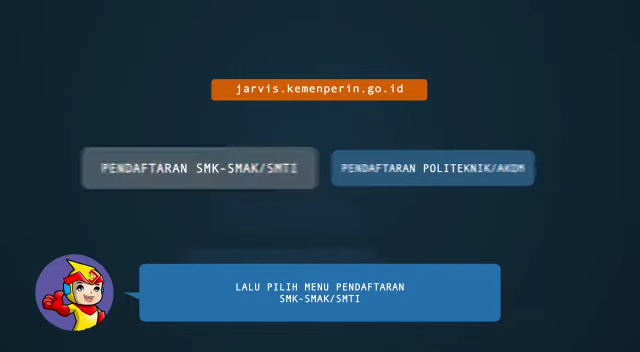 jarvis.kemenperin.go.id
PENDAFTARAN SMK-SMAK/SMTI
PENDAFTARAN POLITEKNIK/AKOM
LALU PILIH MENU PENDAFTARAN
SMK-SMAK/SMTI